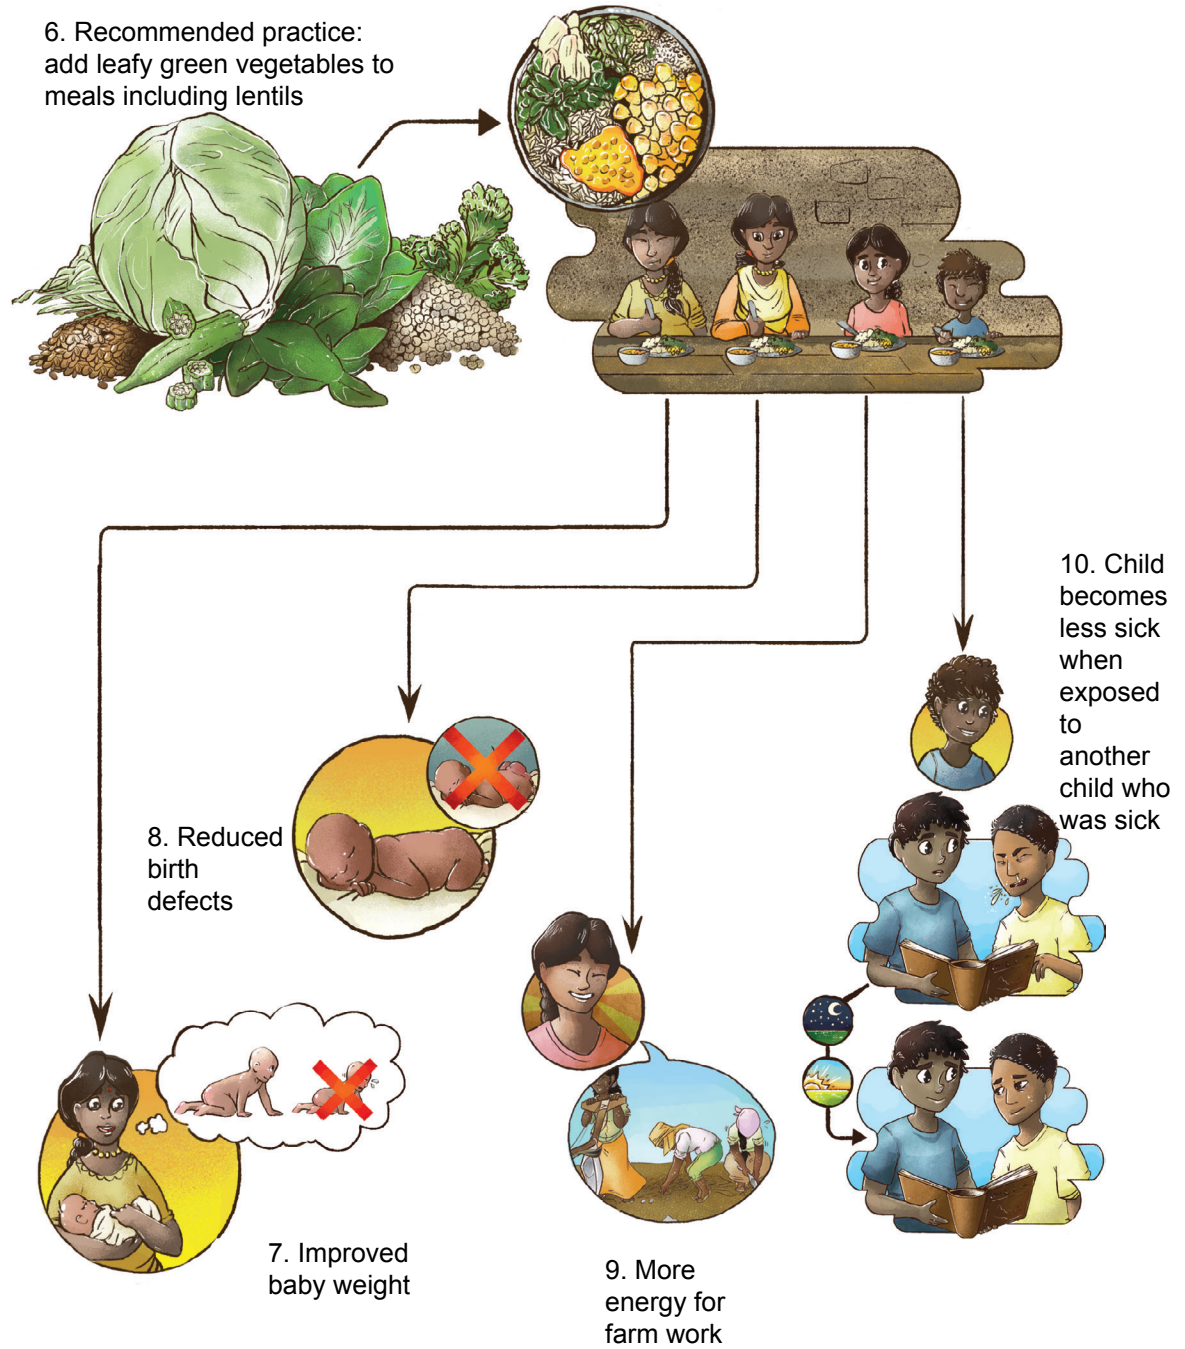 6. Recommended practice:
add leafy green vegetables to
meals including lentils
10. Child
becomes
less sick
when
exposed
to
another
child who
was sick
8. Reduced
birth
defects
7. Improved
baby weight
9. More
energy for
farm work